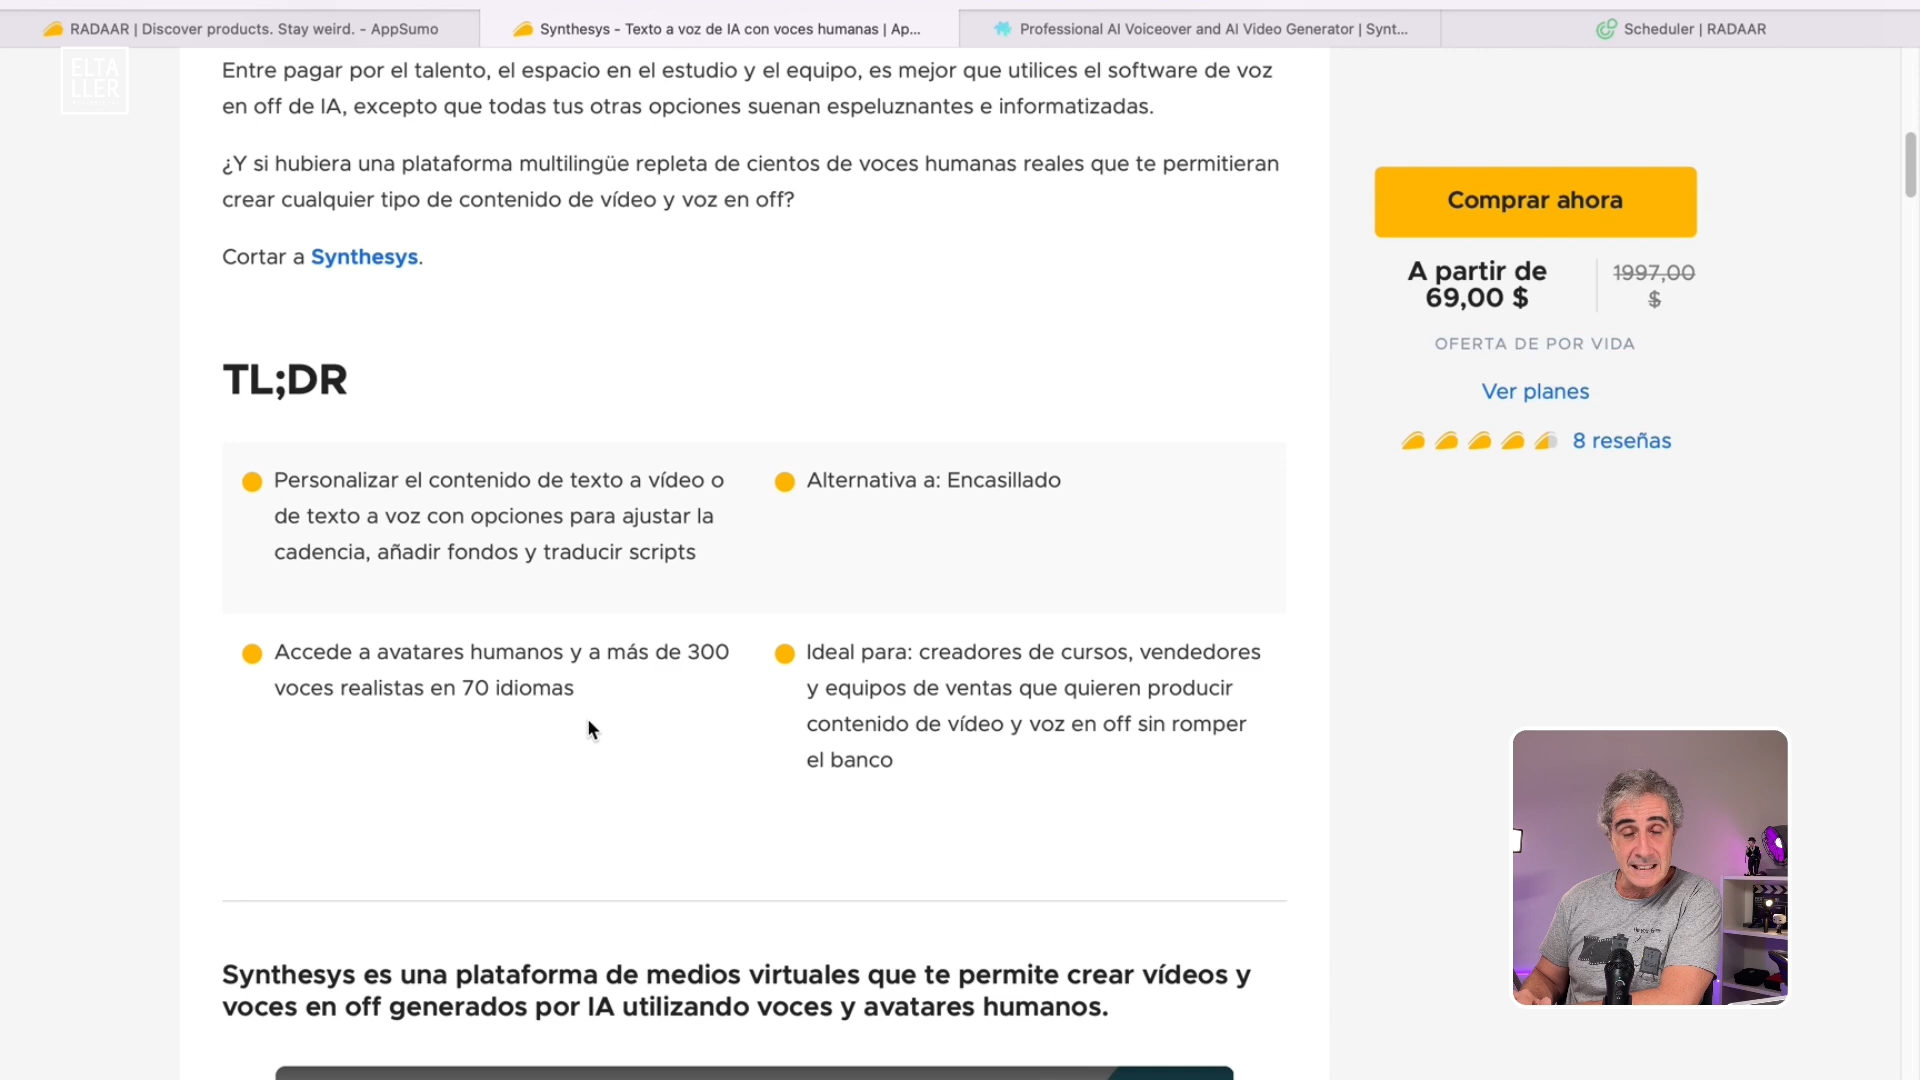 RADAAR | Discover products. Stay weird. - AppSumo
Synthesys - Texto a voz de IA con voces humanas | Ap...
Professional AI Voiceover and AI Video Generator | Synt...
Scheduler | RADAAR
ELTA
LLER
Entre pagar por el talento, el espacio en el estudio y el equipo, es mejor que utilices el software de voz
en off de IA, excepto que todas tus otras opciones suenan espeluznantes e informatizadas.
¿Y si hubiera una plataforma multilingüe repleta de cientos de voces humanas reales que te permitieran
crear cualquier tipo de contenido de vídeo y voz en off?
Cortar a Synthesys.
TL;DR
Personalizar el contenido de texto a vídeo o
de texto a voz con opciones para ajustar la
cadencia, añadir fondos y traducir scripts
Alternativa a: Encasillado
Accede a avatares humanos y a más de 300
voces realistas en 70 idiomas
Ideal para: creadores de cursos, vendedores
y equipos de ventas que quieren producir
contenido de vídeo y voz en off sin romper
el banco
Synthesys es una plataforma de medios virtuales que te permite crear vídeos y
voces en off generados por IA utilizando voces y avatares humanos.
Comprar ahora
A partir de
69,00 $
1997,00
$
OFERTA DE POR VIDA
Ver planes
8 reseñas